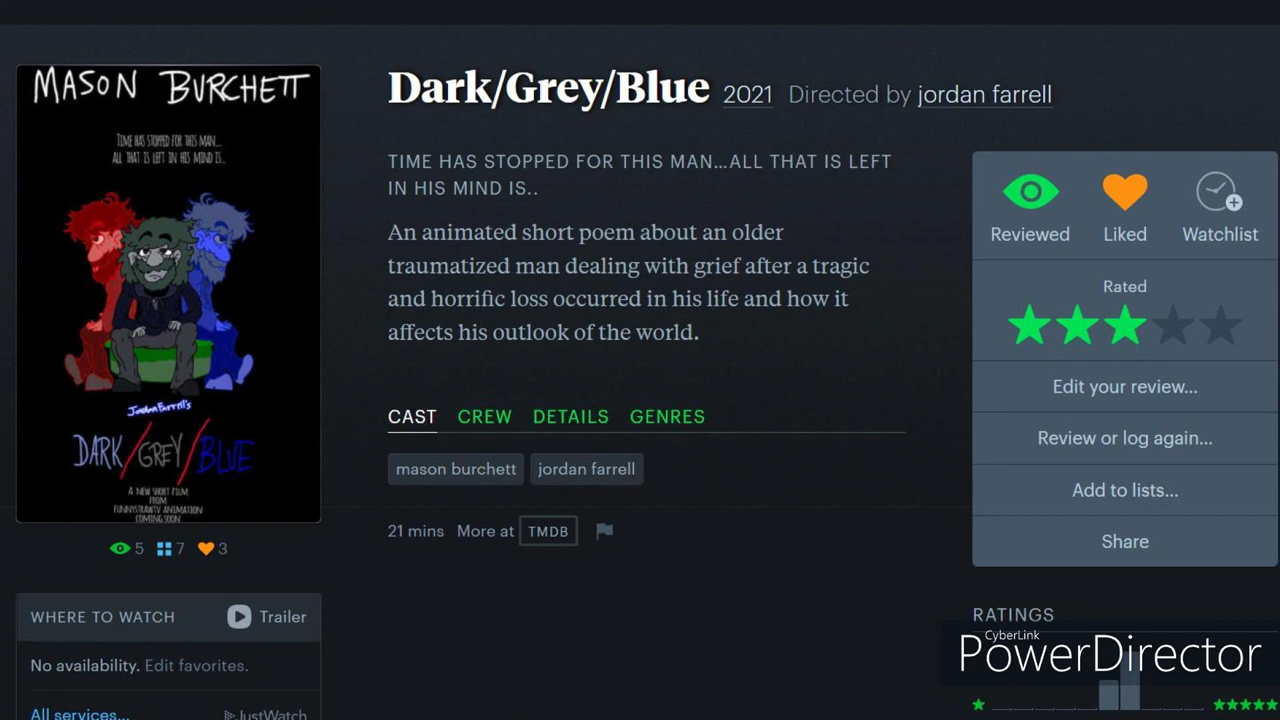 MASON BURCHETT
TIME HAS STOPPED FOR THIS MAN...
ALL THAT IS LEFT IN HIS MIND IS...
Jordan Farrell's
DARK/GREY/BLUE
A NEW SHORT FILM
FROM
FUNNYSTRAWTV ANIMATION
COMING SOON
5 7 3
WHERE TO WATCH Trailer
No availability. Edit favorites.
All services... JustWatch
Dark/Grey/Blue 2021 Directed by jordan farrell
TIME HAS STOPPED FOR THIS MAN…ALL THAT IS LEFT
IN HIS MIND IS..
An animated short poem about an older
traumatized man dealing with grief after a tragic
and horrific loss occurred in his life and how it
affects his outlook of the world.
CAST CREW DETAILS GENRES
mason burchett jordan farrell
21 mins More at TMDB
Reviewed Liked Watchlist
Rated
Edit your review...
Review or log again...
Add to lists...
Share
RATINGS
CyberLink
PowerDirector